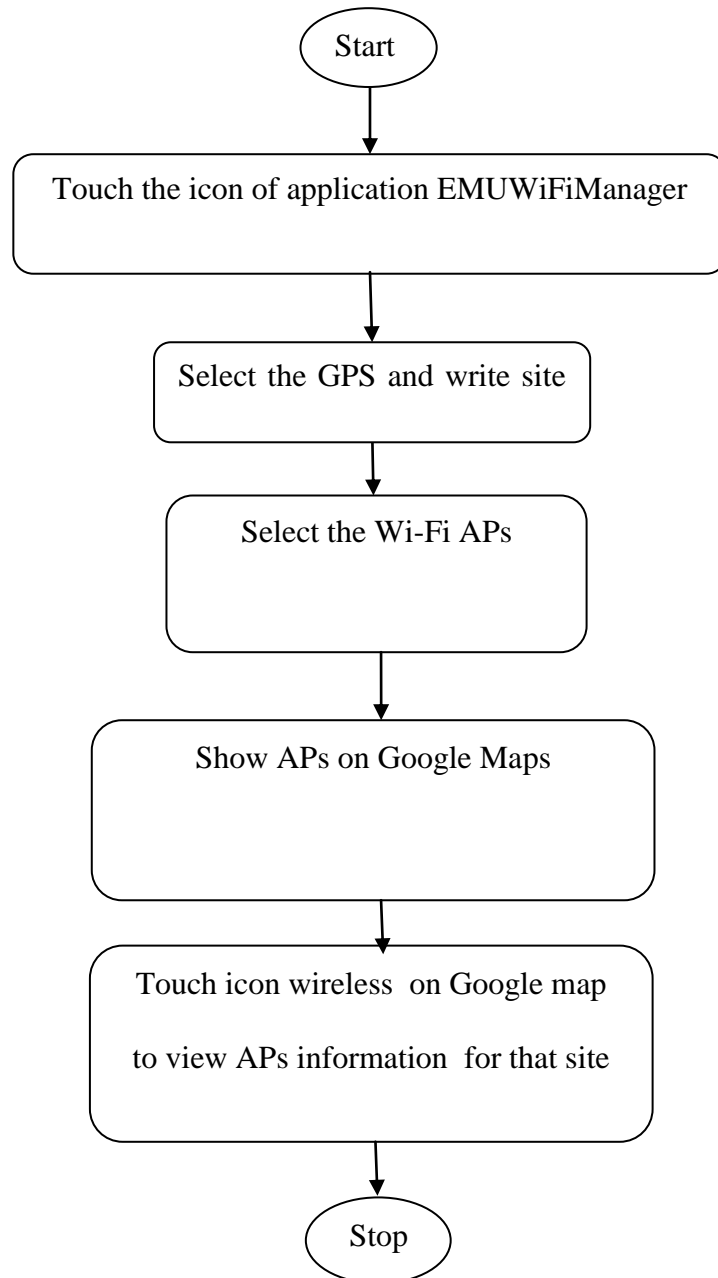 Start
Touch the icon of application EMUWiFiManager
Select the GPS and write site
Select the Wi-Fi APs
Show APs on Google Maps
Touch icon wireless on Google map
to view APs information for that site
Stop